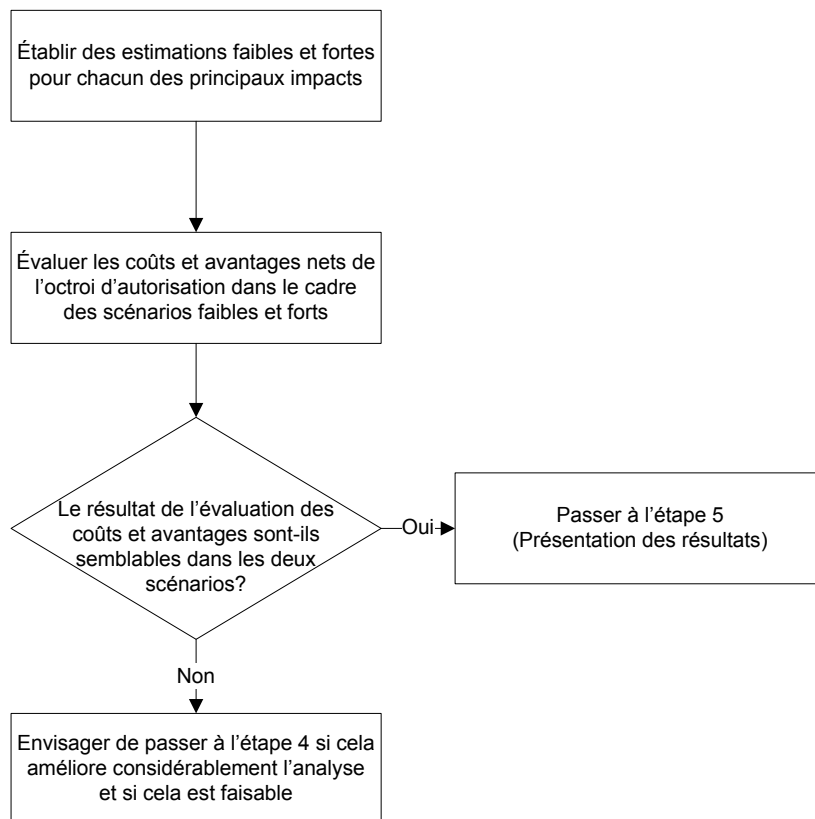 Établir des estimations faibles et fortes
pour chacun des principaux impacts
Évaluer les coûts et avantages nets de
l’octroi d’autorisation dans le cadre
des scénarios faibles et forts
Le résultat de l’évaluation des
coûts et avantages sont-ils
semblables dans les deux
scénarios?
Oui
Passer à l’étape 5
(Présentation des résultats)
Non
Envisager de passer à l’étape 4 si cela
améliore considérablement l’analyse
et si cela est faisable